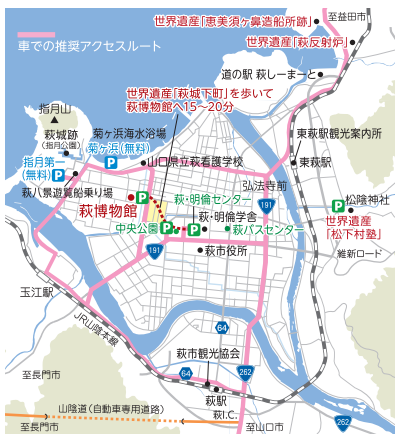 世界遺産「恵美須ヶ鼻造船所跡」
至益田市
車での推奨アクセスルート
世界遺産「萩反射炉」
道の駅 萩しーまーと
世界遺産「萩城下町」を歩いて
萩博物館へ15〜20分
指月山
萩城跡
(指月公園)
菊ヶ浜海水浴場
P 菊ヶ浜(無料)
東萩駅観光案内所
指月第一
(無料) P
山口県立萩看護学校
東萩駅
萩八景遊覧船乗り場
弘法寺前
萩博物館
P
萩・明倫センター
191
P 松陰神社
世界遺産
「松下村塾」
萩・明倫学舎
中央公園 P
P
萩バスセンター
191
萩市役所
維新ロード
玉江駅
JR山陰本線
64
萩市観光協会
64
262
至長門市
萩駅
山陰道(自動車専用道路)
萩I.C.
262
至長門市
至山口市